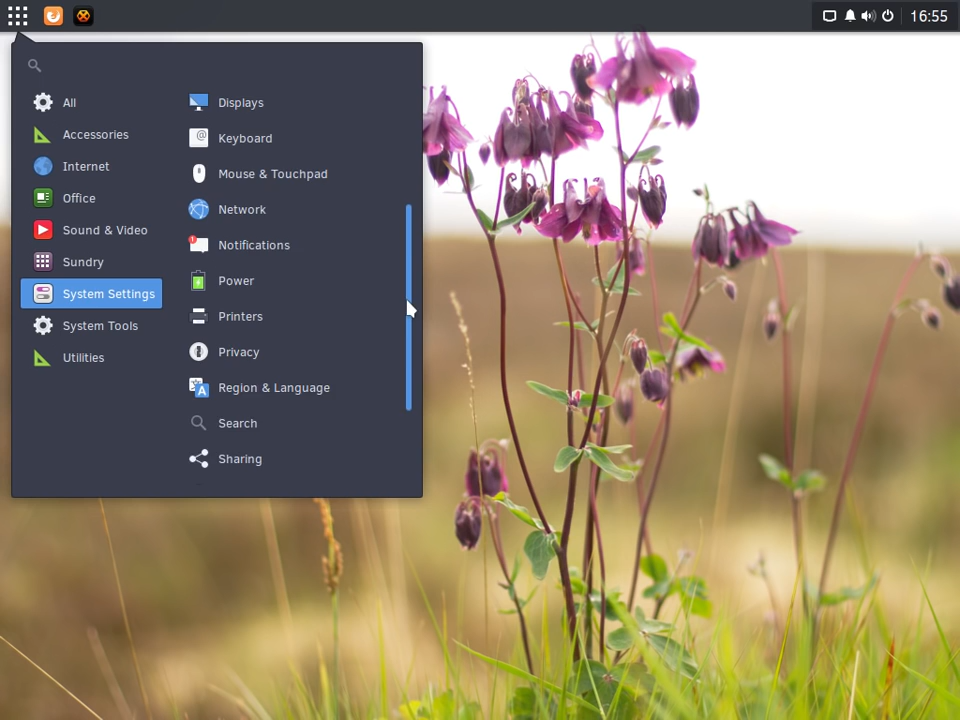 16:55
All
Accessories
Internet
Office
Sound & Video
Sundry
System Settings
System Tools
Utilities
Displays
Keyboard
Mouse & Touchpad
Network
Notifications
Power
Printers
Privacy
Region & Language
Search
Sharing